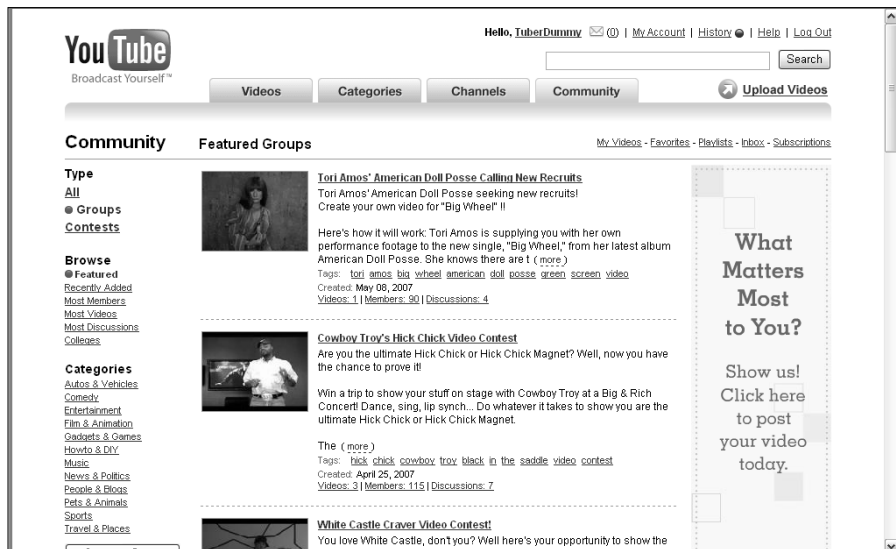 Hello, TuberDummy (0) | My Account | History | Help | Log Out
YouTube
Broadcast Yourself™
Search
Videos Categories Channels Community Upload Videos
Community
Featured Groups
My Videos - Favorites - Playlists - Inbox - Subscriptions
Type
All
Groups
Contests
Browse
Featured
Recently Added
Most Members
Most Videos
Most Discussions
Colleges
Categories
Autos & Vehicles
Comedy
Entertainment
Film & Animation
Gadgets & Games
Howto & DIY
Music
News & Politics
People & Blogs
Pets & Animals
Sports
Travel & Places
Tori Amos' American Doll Posse Calling New Recruits
Tori Amos' American Doll Posse seeking new recruits!
Create your own video for "Big Wheel" !!
Here's how it will work: Tori Amos is supplying you with her own
performance footage to the new single, "Big Wheel," from her latest album
American Doll Posse. She knows there are t (more)
Tags: tori amos big wheel american doll posse green screen video
Created: May 08, 2007
Videos: 1 | Members: 90 | Discussions: 4
Cowboy Troy's Hick Chick Video Contest
Are you the ultimate Hick Chick or Hick Chick Magnet? Well, now you have
the chance to prove it!
Win a trip to show your stuff on stage with Cowboy Troy at a Big & Rich
Concert! Dance, sing, lip synch... Do whatever it takes to show you are the
ultimate Hick Chick or Hick Chick Magnet.
The (more)
Tags: hick chick cowboy troy black in the saddle video contest
Created: April 25, 2007
Videos: 3 | Members: 115 | Discussions: 7
White Castle Craver Video Contest!
You love White Castle, don't you? Well here's your opportunity to show the
What
Matters
Most
to You?
Show us!
Click here
to post
your video
today.